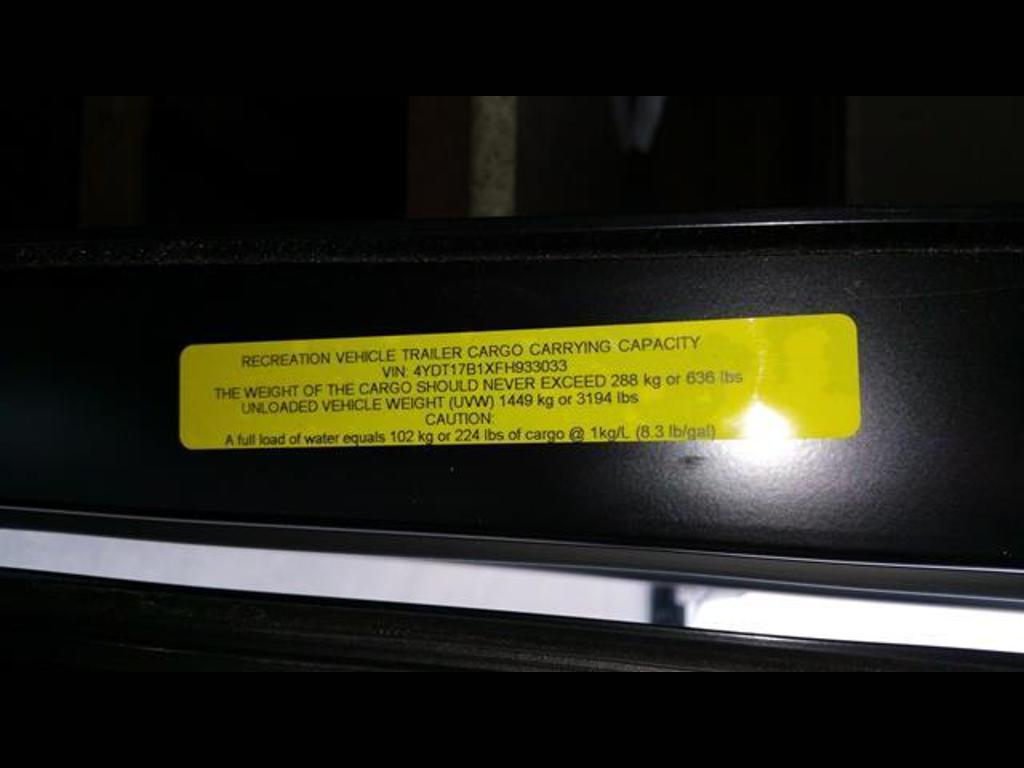 RECREATION VEHICLE TRAILER CARGO CARRYING CAPACITY
VIN: 4YDT17B1XFH933033
THE WEIGHT OF THE CARGO SHOULD NEVER EXCEED 288 kg or 636 lbs
UNLOADED VEHICLE WEIGHT (UVW) 1449 kg or 3194 lbs
CAUTION:
A full load of water equals 102 kg or 224 lbs of cargo @ 1kg/L (8.3 lb/gal)